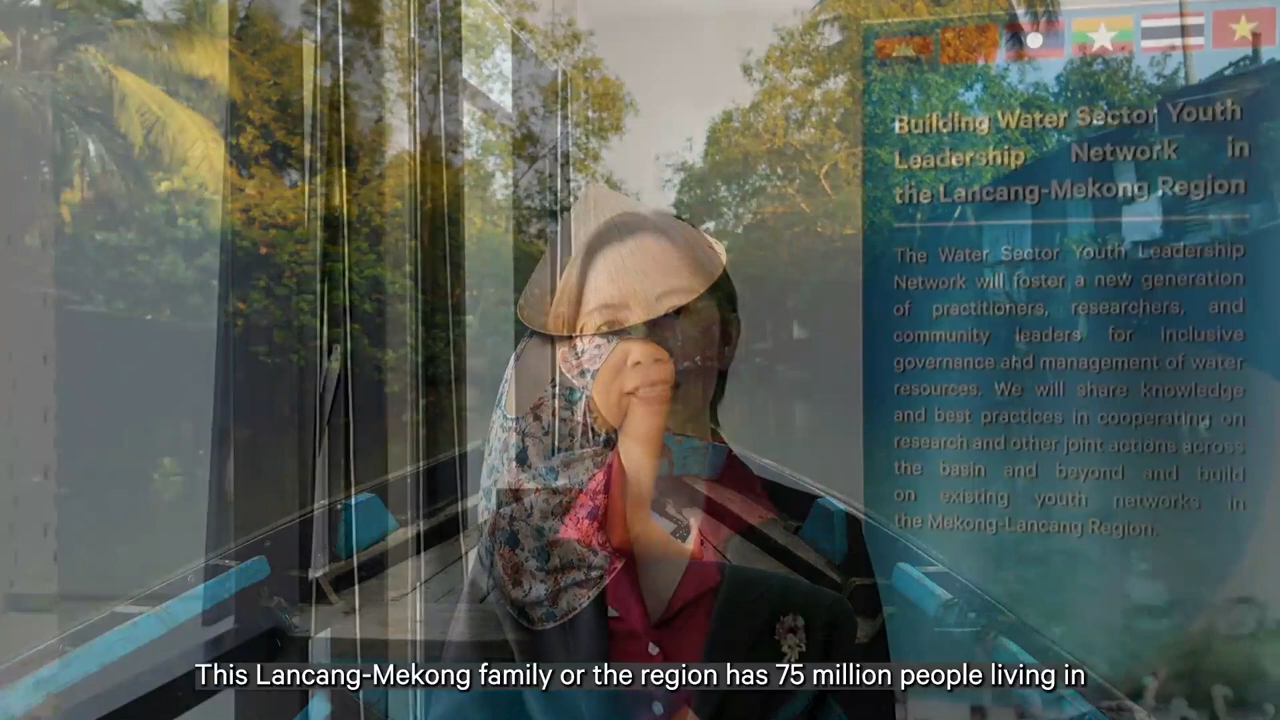 Building Water Sector Youth
Leadership Network in
the Lancang-Mekong Region
The Water Sector Youth Leadership
Network will foster a new generation
of practitioners, researchers, and
community leaders for inclusive
governance and management of water
resources. We will share knowledge
and best practices in cooperating on
research and other joint actions across
the basin and beyond and build
on existing youth networks in
the Mekong-Lancang Region.
This Lancang-Mekong family or the region has 75 million people living in